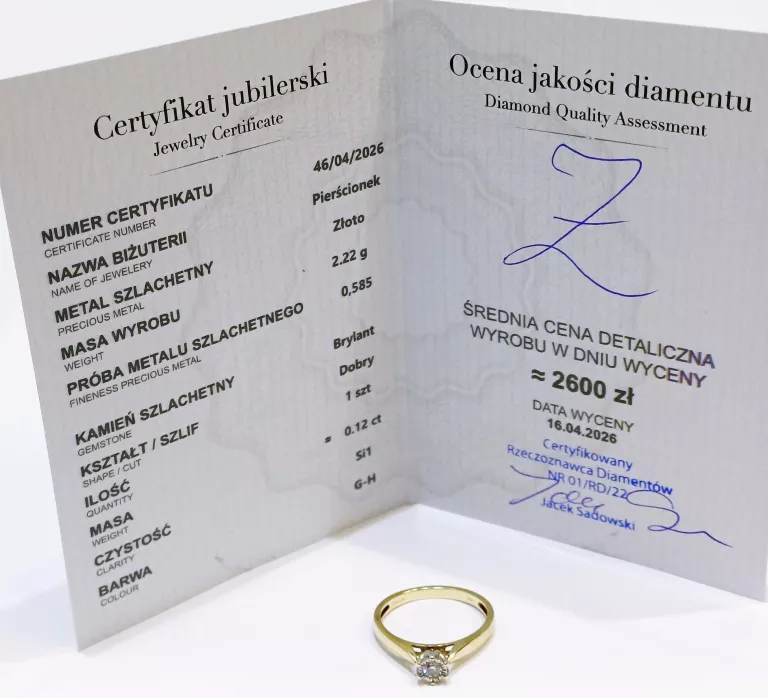 Certyfikat jubilerski
Jewelry Certificate
NUMER CERTYFIKATU 46/04/2026
CERTIFICATE NUMBER
NAZWA BIŻUTERII Pierścionek
NAME OF JEWELERY
METAL SZLACHETNY Złoto
PRECIOUS METAL
MASA WYROBU 2.22 g
WEIGHT
PRÓBA METALU SZLACHETNEGO 0,585
FINENESS PRECIOUS METAL
KAMIEŃ SZLACHETNY Brylant
GEMSTONE
KSZTAŁT / SZLIF Dobry
SHAPE / CUT
ILOŚĆ 1 szt
QUANTITY
MASA ≈ 0.12 ct
WEIGHT
CZYSTOŚĆ Si1
CLARITY
BARWA G-H
COLOUR
Ocena jakości diamentu
Diamond Quality Assessment
ŚREDNIA CENA DETALICZNA
WYROBU W DNIU WYCENY
≈ 2600 zł
DATA WYCENY
16.04.2026
Certyfikowany
Rzeczoznawca Diamentów
NR 01/RD/22
Jacek Sadowski